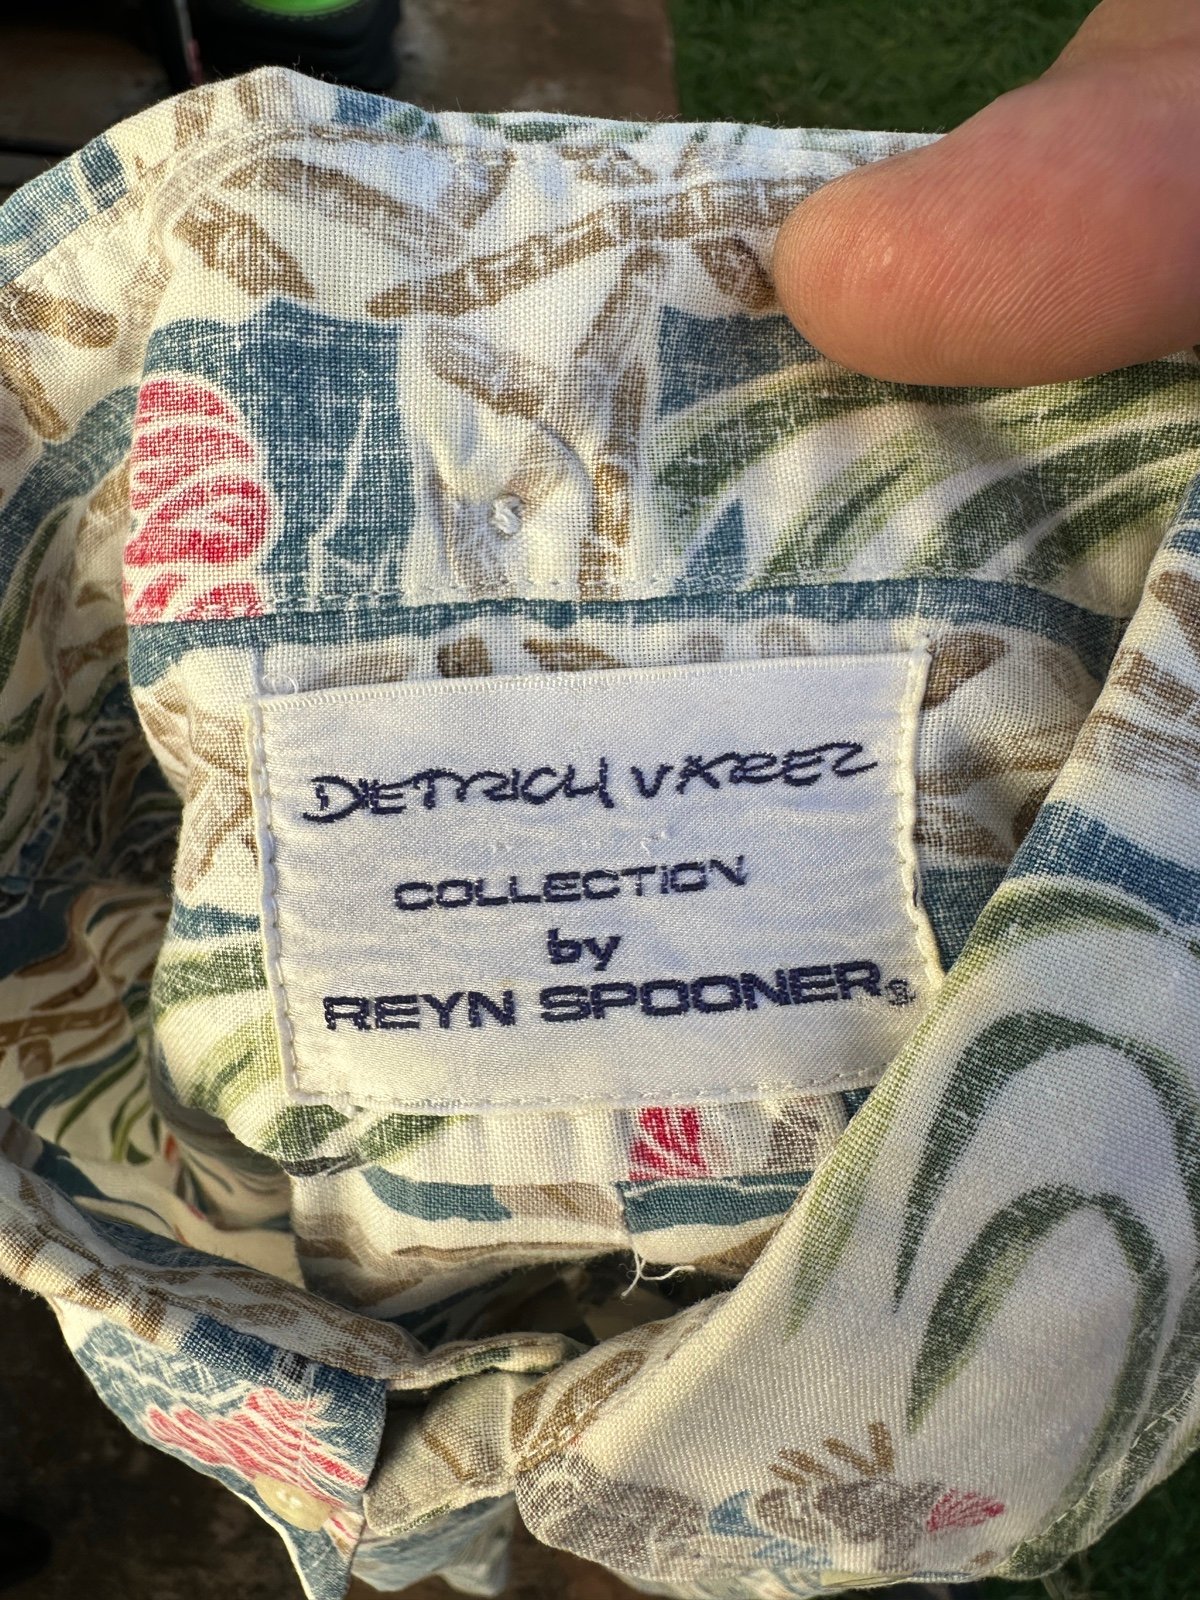 DIETRICH VAREZ
COLLECTION
by
REYN SPOONER
S